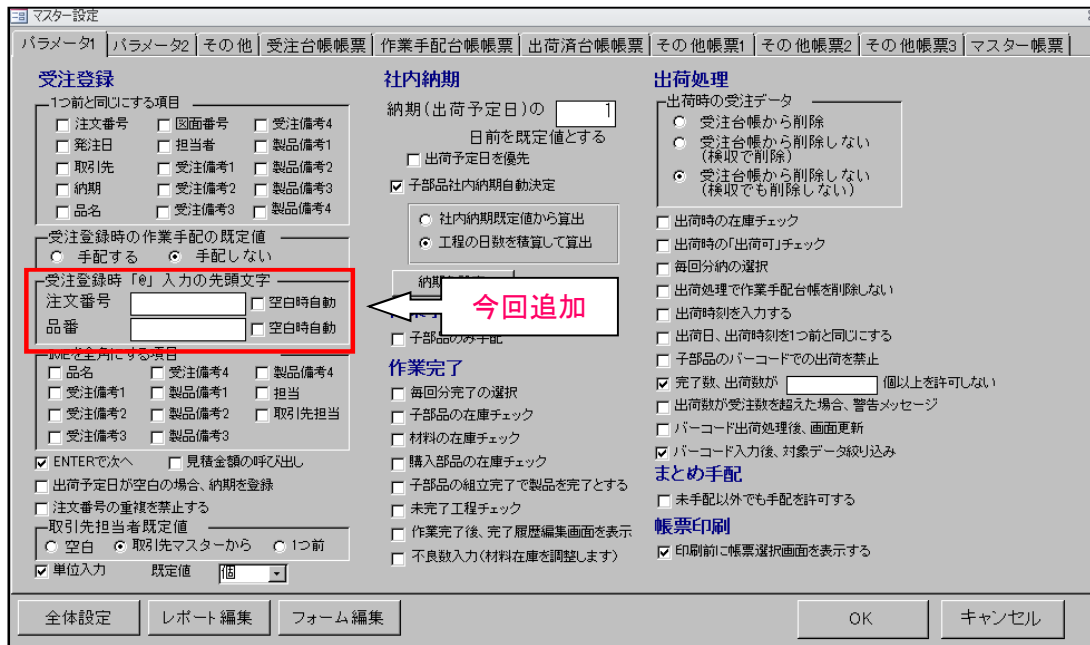 マスター設定
パラメータ1 パラメータ2 その他 受注台帳帳票 作業手配台帳帳票 出荷済台帳帳票 その他帳票1 その他帳票2 その他帳票3 マスター帳票
受注登録
1つ前と同じにする項目
注文番号 図面番号 受注備考4
発注日 担当者 製品備考1
取引先 受注備考1 製品備考2
納期 受注備考2 製品備考3
品名 受注備考3 製品備考4
受注登録時の作業手配の既定値
手配する 手配しない
受注登録時「@」入力の先頭文字
注文番号 空白時自動
品番 空白時自動
IMEを全角にする項目
品名 受注備考4 製品備考4
受注備考1 製品備考1 担当
受注備考2 製品備考2 取引先担当
受注備考3 製品備考3
ENTERで次へ 見積金額の呼び出し
出荷予定日が空白の場合、納期を登録
注文番号の重複を禁止する
取引先担当者既定値
空白 取引先マスターから 1つ前
単位入力 既定値 個
社内納期
納期(出荷予定日)の 1
日前を既定値とする
出荷予定日を優先
子部品社内納期自動決定
社内納期既定値から算出
工程の日数を積算して算出
納期
今回追加
子部品のみ手配
作業完了
毎回分完了の選択
子部品の在庫チェック
材料の在庫チェック
購入部品の在庫チェック
子部品の組立完了で製品を完了とする
未完了工程チェック
作業完了後、完了履歴編集画面を表示
不良数入力(材料在庫を調整します)
出荷処理
出荷時の受注データ
受注台帳から削除
受注台帳から削除しない
(検収で削除)
受注台帳から削除しない
(検収でも削除しない)
出荷時の在庫チェック
出荷時の「出荷可」チェック
毎回分納の選択
出荷処理で作業手配台帳を削除しない
出荷時刻を入力する
出荷日、出荷時刻を1つ前と同じにする
子部品のバーコードでの出荷を禁止
完了数、出荷数が 個以上を許可しない
出荷数が受注数を超えた場合、警告メッセージ
バーコード出荷処理後、画面更新
バーコード入力後、対象データ絞り込み
まとめ手配
未手配以外でも手配を許可する
帳票印刷
印刷前に帳票選択画面を表示する
全体設定 レポート編集 フォーム編集 OK キャンセル